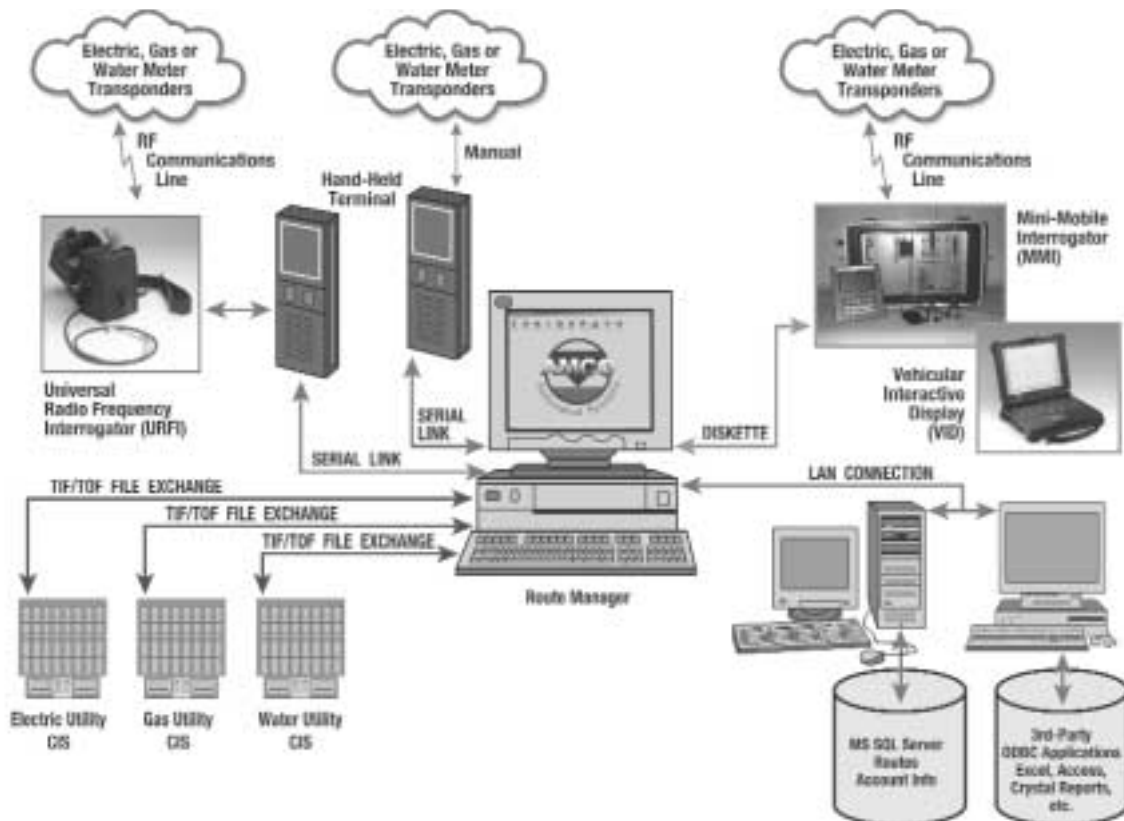 Electric, Gas or
Water Meter
Transponders
Electric, Gas or
Water Meter
Transponders
Electric, Gas or
Water Meter
Transponders
RF
Communications
Line
Manual
RF
Communications
Line
Hand-Held
Terminal
Mini-Mobile
Interrogator
(MMI)
Universal
Radio Frequency
Interrogator (URFI)
Vehicular
Interactive
Display
(VID)
SERIAL
LINK
DISKETTE
SERIAL LINK
LAN CONNECTION
TIF/TOF FILE EXCHANGE
TIF/TOF FILE EXCHANGE
TIF/TOF FILE EXCHANGE
Route Manager
Electric Utility
CIS
Gas Utility
CIS
Water Utility
CIS
MS SQL Server
Routes
Account Info
3rd-Party
ODBC Applications
Excel, Access,
Crystal Reports,
etc.